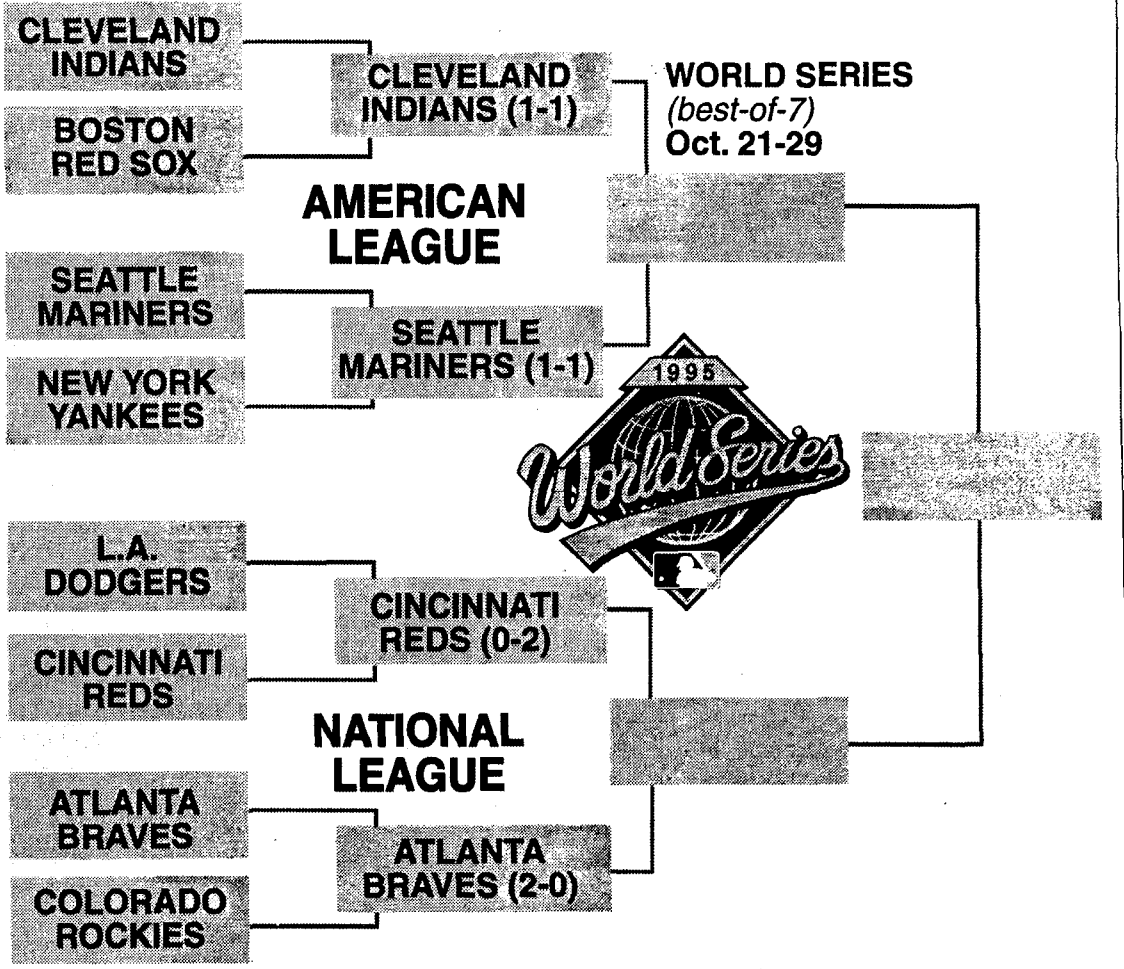 CLEVELAND
INDIANS
BOSTON
RED SOX
CLEVELAND
INDIANS (1-1)
WORLD SERIES
(best-of-7)
Oct. 21-29
AMERICAN
LEAGUE
SEATTLE
MARINERS
NEW YORK
YANKEES
SEATTLE
MARINERS (1-1)
1995
World Series
L.A.
DODGERS
CINCINNATI
REDS
CINCINNATI
REDS (0-2)
NATIONAL
LEAGUE
ATLANTA
BRAVES
COLORADO
ROCKIES
ATLANTA
BRAVES (2-0)